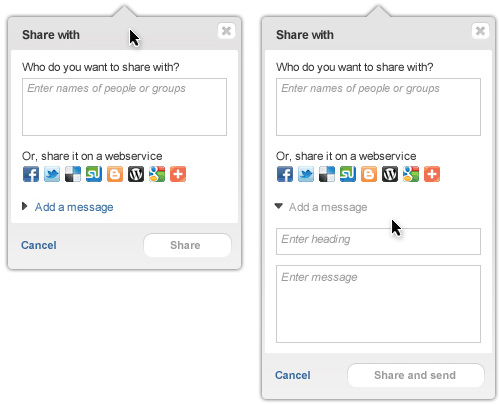 Share with
Who do you want to share with?
Enter names of people or groups
Or, share it on a webservice
Add a message
Cancel
Share
Share with
Who do you want to share with?
Enter names of people or groups
Or, share it on a webservice
Add a message
Enter heading
Enter message
Cancel
Share and send